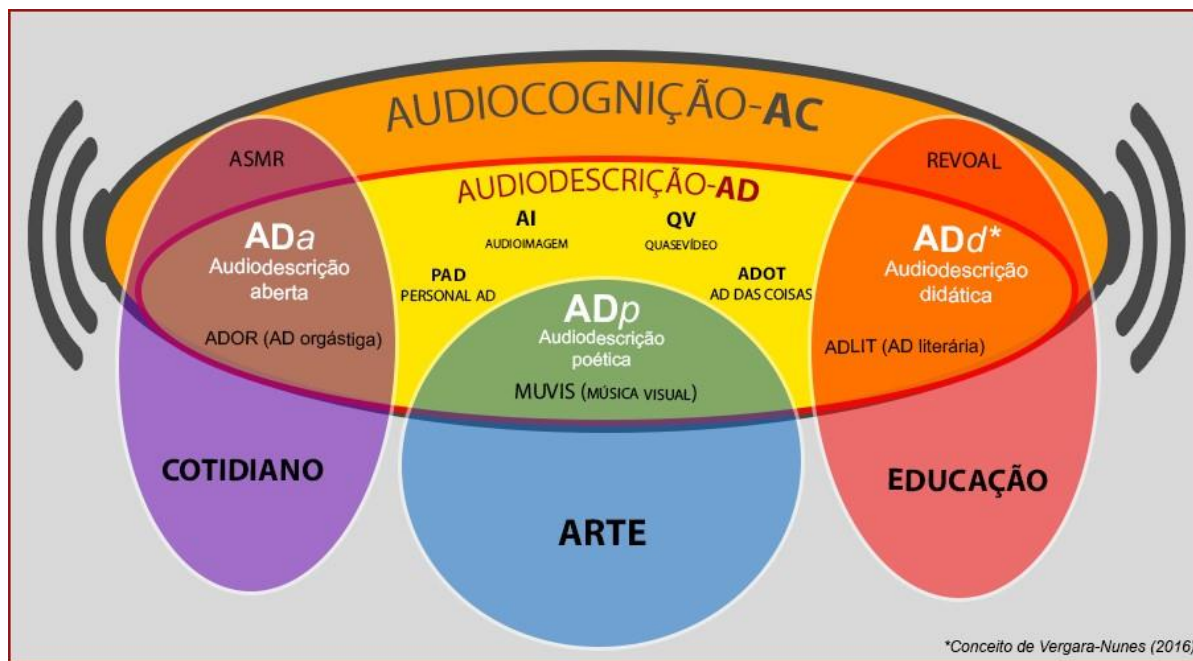 AUDIOCOGNIÇÃO-AC
ASMR
REVOAL
AUDIODESCRIÇÃO-AD
AI
AUDIOIMAGEM
QV
QUASEVÍDEO
ADa
Audiodescrição
aberta
ADd*
Audiodescrição
didática
PAD
PERSONAL AD
ADOT
AD DAS COISAS
ADp
Audiodescrição
poética
ADOR (AD orgástiga)
ADLIT (AD literária)
MUVIS (MÚSICA VISUAL)
COTIDIANO
EDUCAÇÃO
ARTE
*Conceito de Vergara-Nunes (2016)